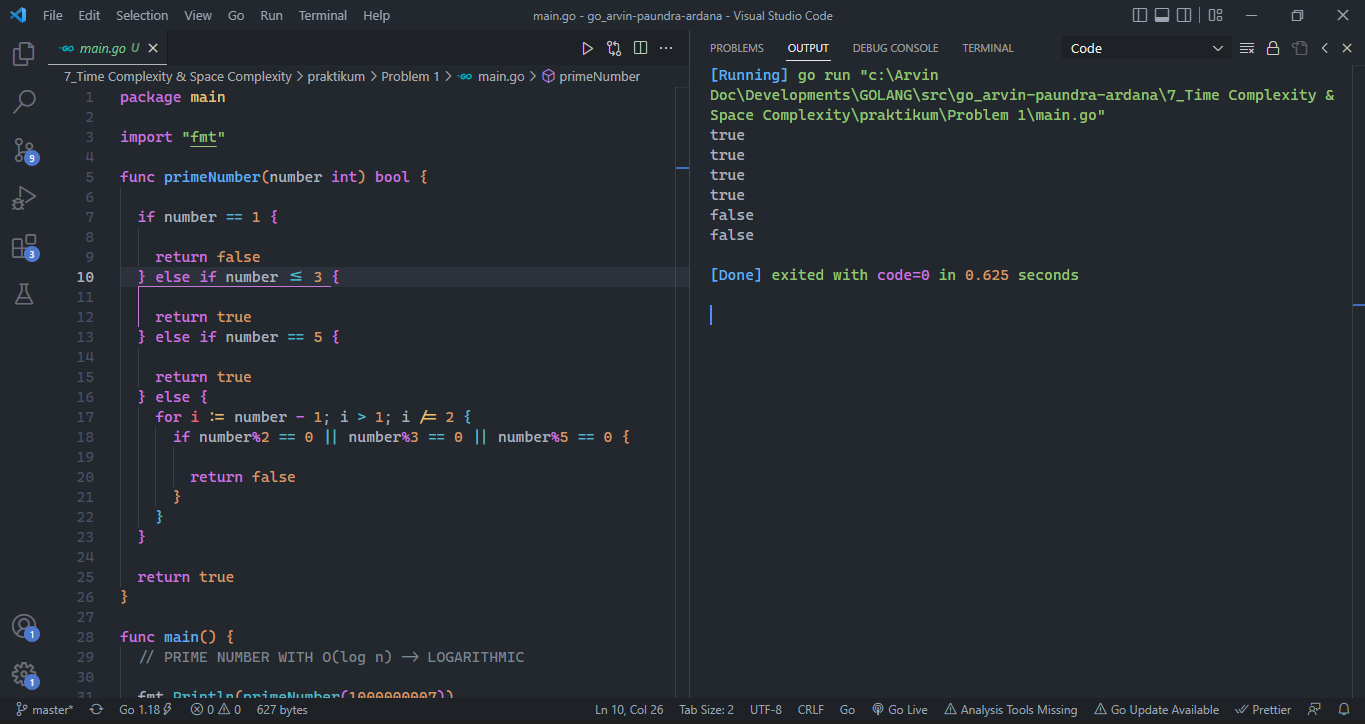 File Edit Selection View Go Run Terminal Help
main.go - go_arvin-paundra-ardana - Visual Studio Code
main.go U
7_Time Complexity & Space Complexity > praktikum > Problem 1 > main.go > primeNumber
1 package main
2
3 import "fmt"
4
5 func primeNumber(number int) bool {
6
7 if number == 1 {
8
9 return false
10 } else if number <= 3 {
11
12 return true
13 } else if number == 5 {
14
15 return true
16 } else {
17 for i := number - 1; i > 1; i /= 2 {
18 if number%2 == 0 || number%3 == 0 || number%5 == 0 {
19
20 return false
21 }
22 }
23 }
24
25 return true
26 }
27
28 func main() {
29 // PRIME NUMBER WITH O(log n) --> LOGARITHMIC
30
31 fmt.Println(primeNumber(1000000007))
PROBLEMS OUTPUT DEBUG CONSOLE TERMINAL
Code
[Running] go run "c:\Arvin
Doc\Developments\GOLANG\src\go_arvin-paundra-ardana\7_Time Complexity &
Space Complexity\praktikum\Problem 1\main.go"
true
true
true
true
false
false
[Done] exited with code=0 in 0.625 seconds
9
3
1
1
master* Go 1.18 0 0 627 bytes Ln 10, Col 26 Tab Size: 2 UTF-8 CRLF Go Go Live Analysis Tools Missing Go Update Available Prettier